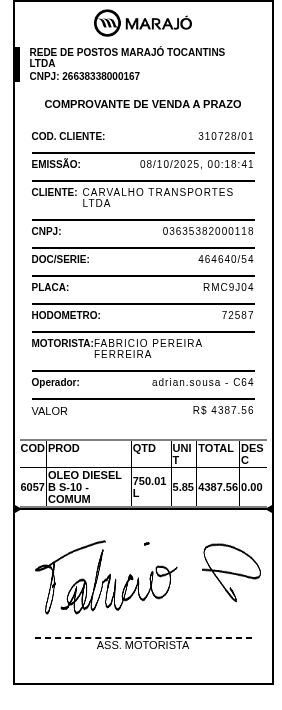 MARAJÓ
REDE DE POSTOS MARAJÓ TOCANTINS
LTDA
CNPJ: 26638338000167
COMPROVANTE DE VENDA A PRAZO
COD. CLIENTE: 310728/01
EMISSÃO: 08/10/2025, 00:18:41
CLIENTE: CARVALHO TRANSPORTES
LTDA
CNPJ: 03635382000118
DOC/SERIE: 464640/54
PLACA: RMC9J04
HODOMETRO: 72587
MOTORISTA:FABRICIO PEREIRA
FERREIRA
Operador: adrian.sousa - C64
VALOR R$ 4387.56
COD PROD QTD UNI TOTAL DES
T C
OLEO DIESEL 750.01
6057 B S-10 - L 5.85 4387.56 0.00
COMUM
Fabricio P
ASS. MOTORISTA